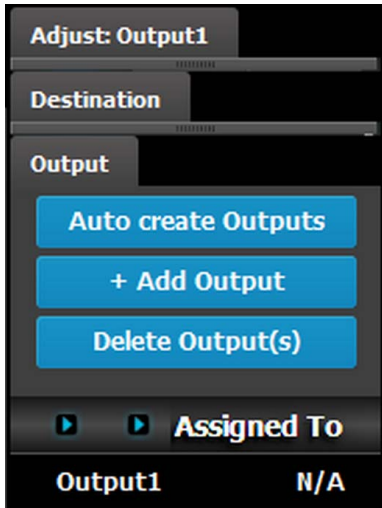 Adjust: Output1
Destination
Output
Auto create Outputs
+ Add Output
Delete Output(s)
Assigned To
Output1 N/A